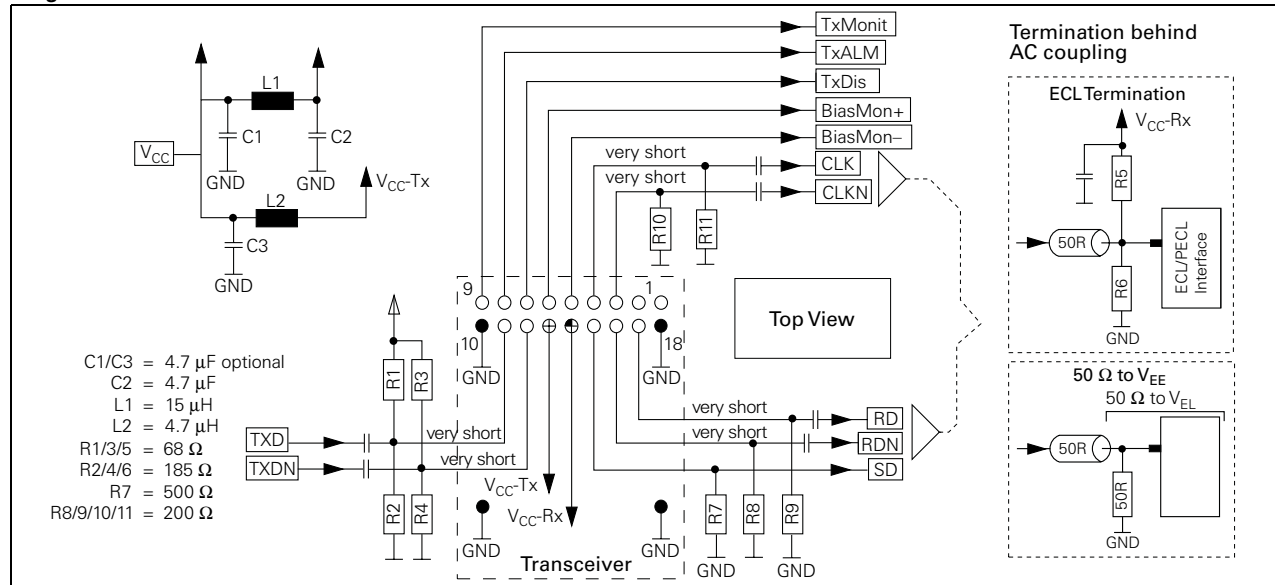 TxMonit
TxALM
TxDis
BiasMon+
BiasMon–
very short
CLK
very short
CLKN
L1
C1
C2
VCC
GND
GND
L2
VCC-Tx
C3
GND
R10
R11
9
1
10
18
GND
GND
Top View
Termination behind
AC coupling
ECL Termination
VCC-Rx
R5
50R
R6
ECL/PECL
Interface
GND
50 Ω to VEE
50 Ω to VEL
50R
50R
GND
C1/C3 = 4.7 µF optional
C2 = 4.7 µF
L1 = 15 µH
L2 = 4.7 µH
R1/3/5 = 68 Ω
R2/4/6 = 185 Ω
R7 = 500 Ω
R8/9/10/11 = 200 Ω
R1
R3
TXD
very short
TXDN
very short
R2
R4
VCC-Tx
VCC-Rx
very short
RD
very short
RDN
SD
R7
R8
R9
GND
GND
GND
GND
GND
Transceiver